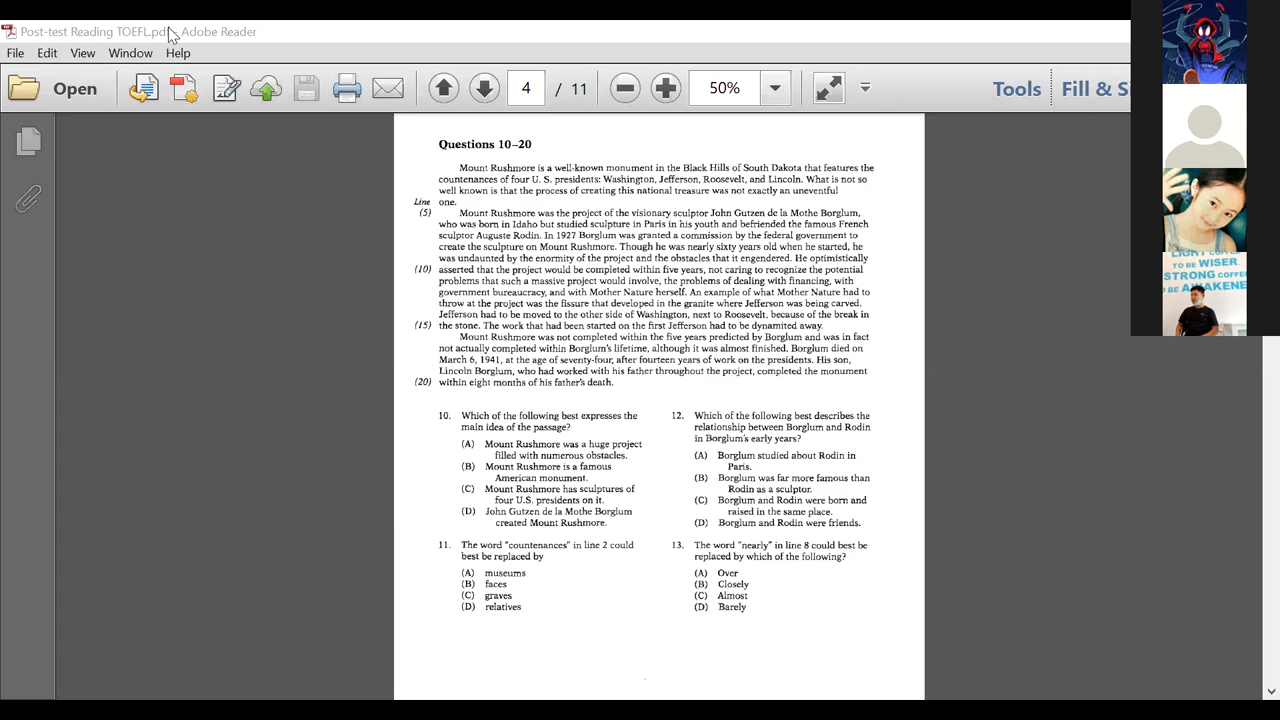 Post-test Reading TOEFL.pdf - Adobe Reader
File Edit View Window Help
Open 4 / 11 50% Tools Fill & S
Questions 10–20
Mount Rushmore is a well-known monument in the Black Hills of South Dakota that features the
countenances of four U. S. presidents: Washington, Jefferson, Roosevelt, and Lincoln. What is not so
well known is that the process of creating this national treasure was not exactly an uneventful
Line one.
(5) Mount Rushmore was the project of the visionary sculptor John Gutzen de la Mothe Borglum,
who was born in Idaho but studied sculpture in Paris in his youth and befriended the famous French
sculptor Auguste Rodin. In 1927 Borglum was granted a commission by the federal government to
create the sculpture on Mount Rushmore. Though he was nearly sixty years old when he started, he
was undaunted by the enormity of the project and the obstacles that it engendered. He optimistically
(10) asserted that the project would be completed within five years, not caring to recognize the potential
problems that such a massive project would involve, the problems of dealing with financing, with
government bureaucracy, and with Mother Nature herself. An example of what Mother Nature had to
throw at the project was the fissure that developed in the granite where Jefferson was being carved.
Jefferson had to be moved to the other side of Washington, next to Roosevelt, because of the break in
(15) the stone. The work that had been started on the first Jefferson had to be dynamited away.
Mount Rushmore was not completed within the five years predicted by Borglum and was in fact
not actually completed within Borglum's lifetime, although it was almost finished. Borglum died on
March 6, 1941, at the age of seventy-four, after fourteen years of work on the presidents. His son,
Lincoln Borglum, who had worked with his father throughout the project, completed the monument
(20) within eight months of his father's death.
10. Which of the following best expresses the
main idea of the passage?
(A) Mount Rushmore was a huge project
filled with numerous obstacles.
(B) Mount Rushmore is a famous
American monument.
(C) Mount Rushmore has sculptures of
four U.S. presidents on it.
(D) John Gutzen de la Mothe Borglum
created Mount Rushmore.
11. The word "countenances" in line 2 could
best be replaced by
(A) museums
(B) faces
(C) graves
(D) relatives
12. Which of the following best describes the
relationship between Borglum and Rodin
in Borglum's early years?
(A) Borglum studied about Rodin in
Paris.
(B) Borglum was far more famous than
Rodin as a sculptor.
(C) Borglum and Rodin were born and
raised in the same place.
(D) Borglum and Rodin were friends.
13. The word "nearly" in line 8 could best be
replaced by which of the following?
(A) Over
(B) Closely
(C) Almost
(D) Barely
TO BE WISER
STRONG COFFE
BE AWAKENE